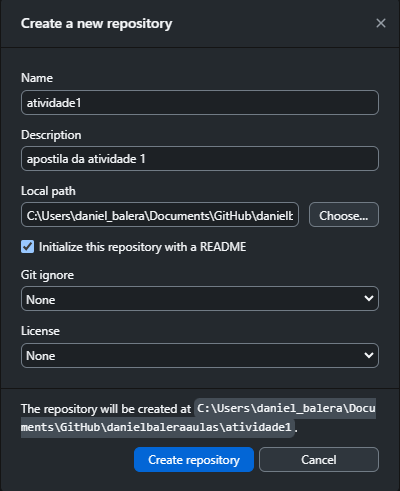 Create a new repository
Name
atividade1
Description
apostila da atividade 1
Local path
C:\Users\daniel_balera\Documents\GitHub\danielb
Choose...
Initialize this repository with a README
Git ignore
None
License
None
The repository will be created at C:\Users\daniel_balera\Docu
ments\GitHub\danielbaleraaulas\atividade1.
Create repository
Cancel